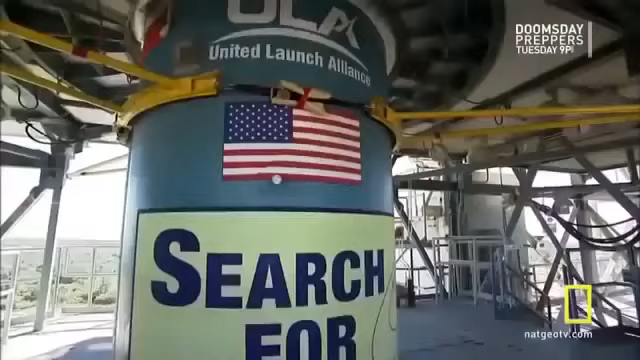 DOOMSDAY
PREPPERS
TUESDAY 9P
ULA
United Launch Alliance
SEARCH
FOR
natgeotv.com